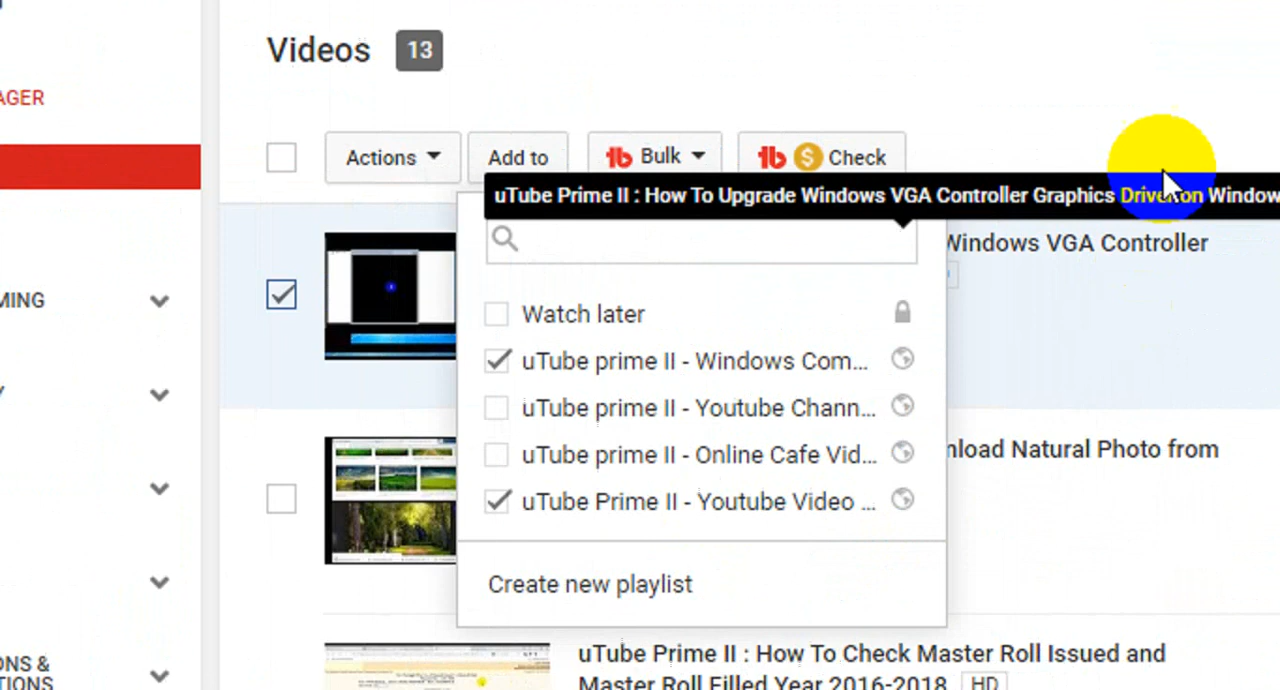 Videos 13
AGER
Actions Add to Bulk $ Check
uTube Prime II : How To Upgrade Windows VGA Controller Graphics Driver on Window
Windows VGA Controller
MING
Watch later
uTube prime II - Windows Com...
uTube prime II - Youtube Chann...
uTube prime II - Online Cafe Vid...
nload Natural Photo from
uTube Prime II - Youtube Video ...
Create new playlist
uTube Prime II : How To Check Master Roll Issued and
Master Roll Filled Year 2016-2018 HD
ONS &
TIONS